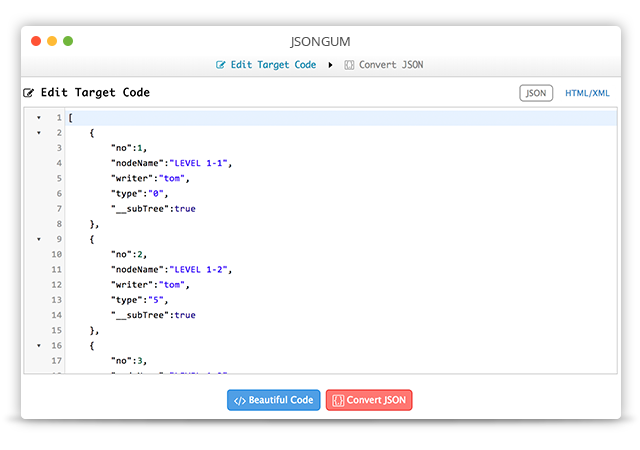 JSONGUM
Edit Target Code Convert JSON
Edit Target Code JSON HTML/XML
1 [
2 {
3 "no":1,
4 "nodeName":"LEVEL 1-1",
5 "writer":"tom",
6 "type":"0",
7 "__subTree":true
8 },
9 {
10 "no":2,
11 "nodeName":"LEVEL 1-2",
12 "writer":"tom",
13 "type":"5",
14 "__subTree":true
15 },
16 {
17 "no":3,
</> Beautiful Code Convert JSON